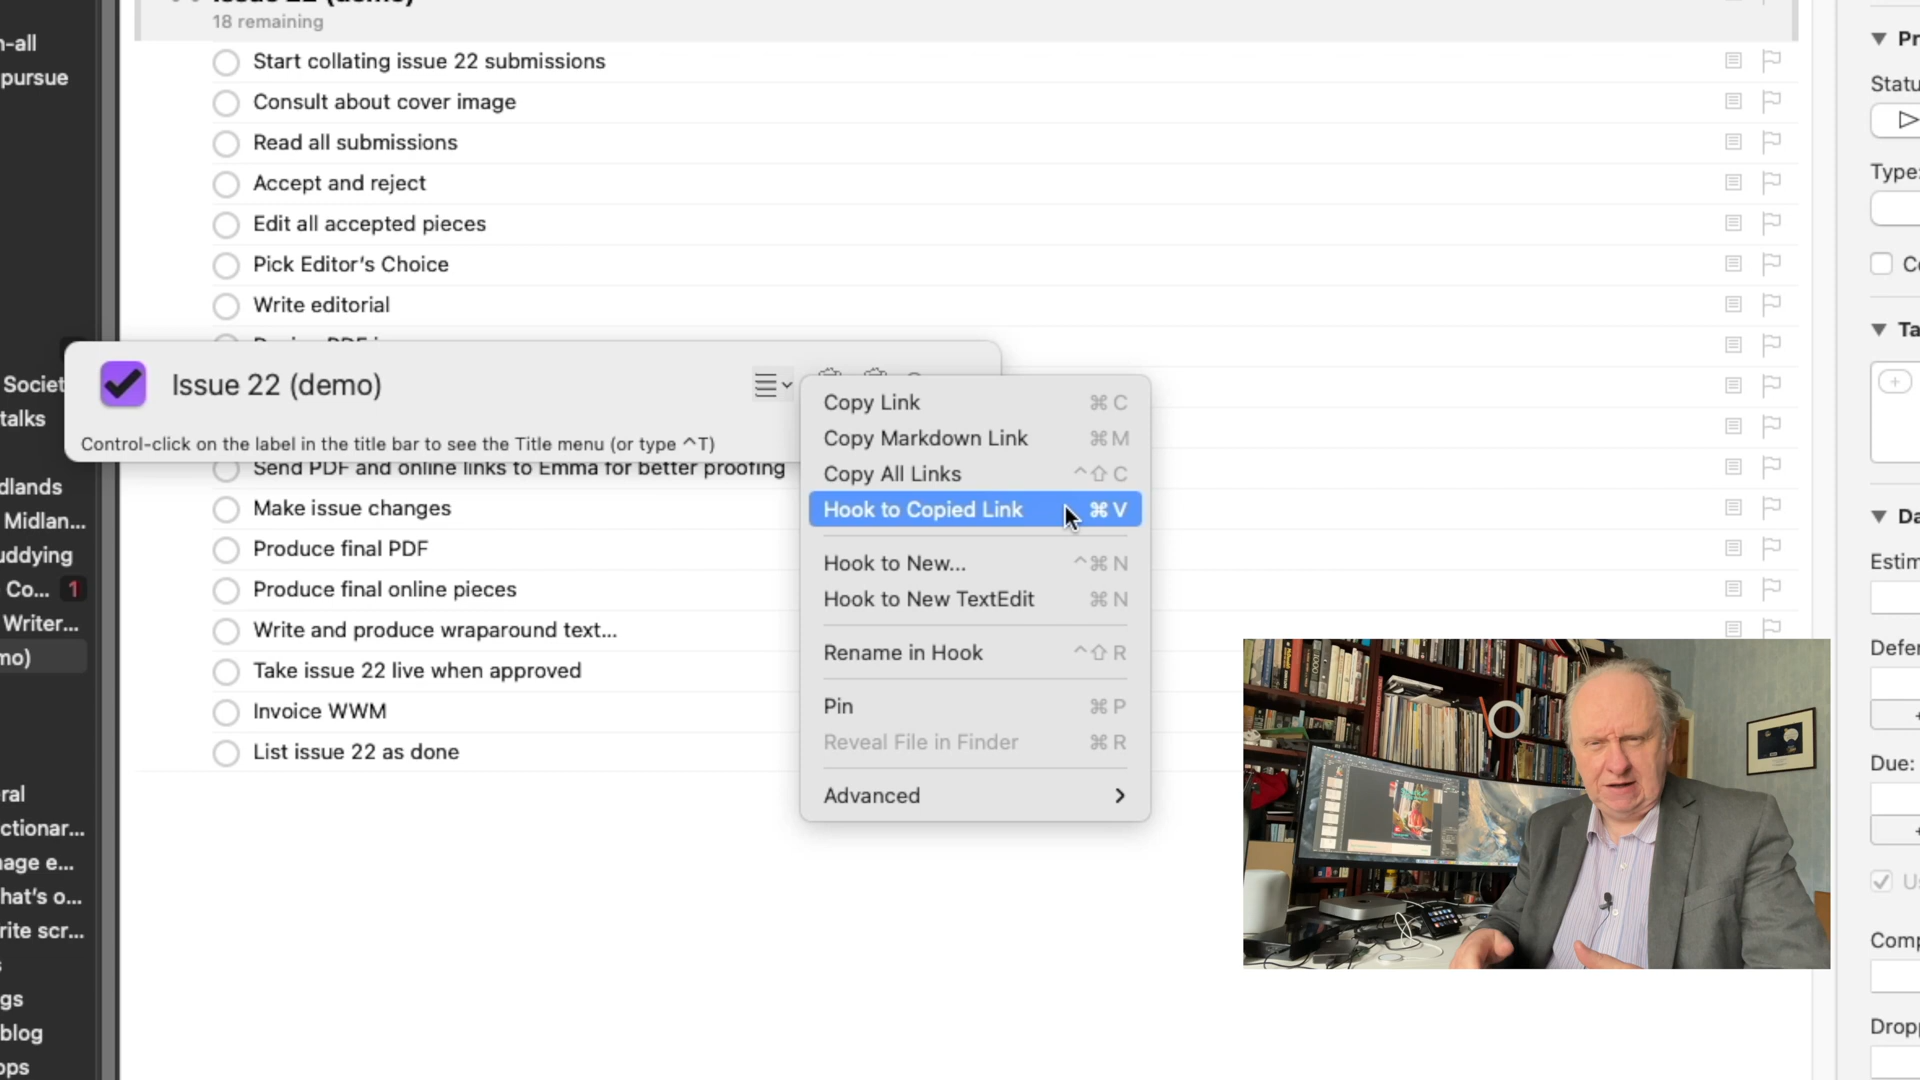 18 remaining
Start collating issue 22 submissions
Consult about cover image
Read all submissions
Accept and reject
Edit all accepted pieces
Pick Editor's Choice
Write editorial
Issue 22 (demo)
Control-click on the label in the title bar to see the Title menu (or type ^T)
Send PDF and online links to Emma for better proofing
Make issue changes
Produce final PDF
Produce final online pieces
Write and produce wraparound text...
Take issue 22 live when approved
Invoice WWM
List issue 22 as done
Copy Link ⌘ C
Copy Markdown Link ⌘ M
Copy All Links ^⇧ C
Hook to Copied Link ⌘ V
Hook to New... ^⌘ N
Hook to New TextEdit ⌘ N
Rename in Hook ^⇧ R
Pin ⌘ P
Reveal File in Finder ⌘ R
Advanced
-all
pursue
Societ
talks
dlands
Midlan...
uddying
Co... 1
Writer...
mo)
ral
ctionar...
nage e...
hat's o...
rite scr...
gs
blog
ops
Pr
Statu
Type:
Ta
Da
Estim
Defer
Due:
Comp
Dropp